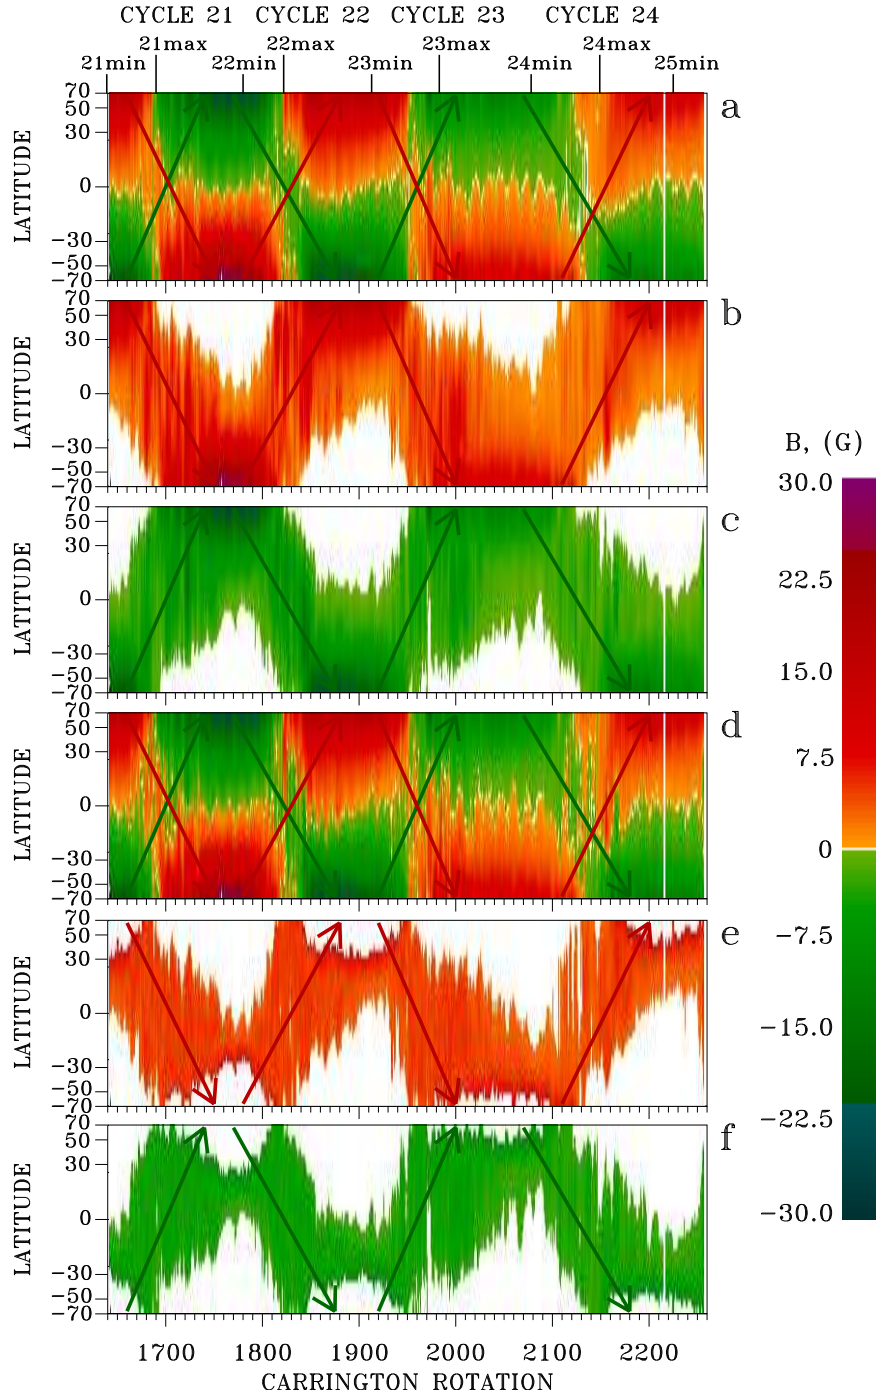 CYCLE 21 CYCLE 22 CYCLE 23 CYCLE 24
21max 22max 23max 24max
21min 22min 23min 24min 25min
70
50
30
0
−30
−50
−70
LATITUDE
a
70
50
30
0
−30
−50
−70
LATITUDE
b
70
50
30
0
−30
−50
−70
LATITUDE
c
70
50
30
0
−30
−50
−70
LATITUDE
d
70
50
30
0
−30
−50
−70
LATITUDE
e
70
50
30
0
−30
−50
−70
LATITUDE
f
1700 1800 1900 2000 2100 2200
CARRINGTON ROTATION
B, (G)
30.0
22.5
15.0
7.5
0
−7.5
−15.0
−22.5
−30.0